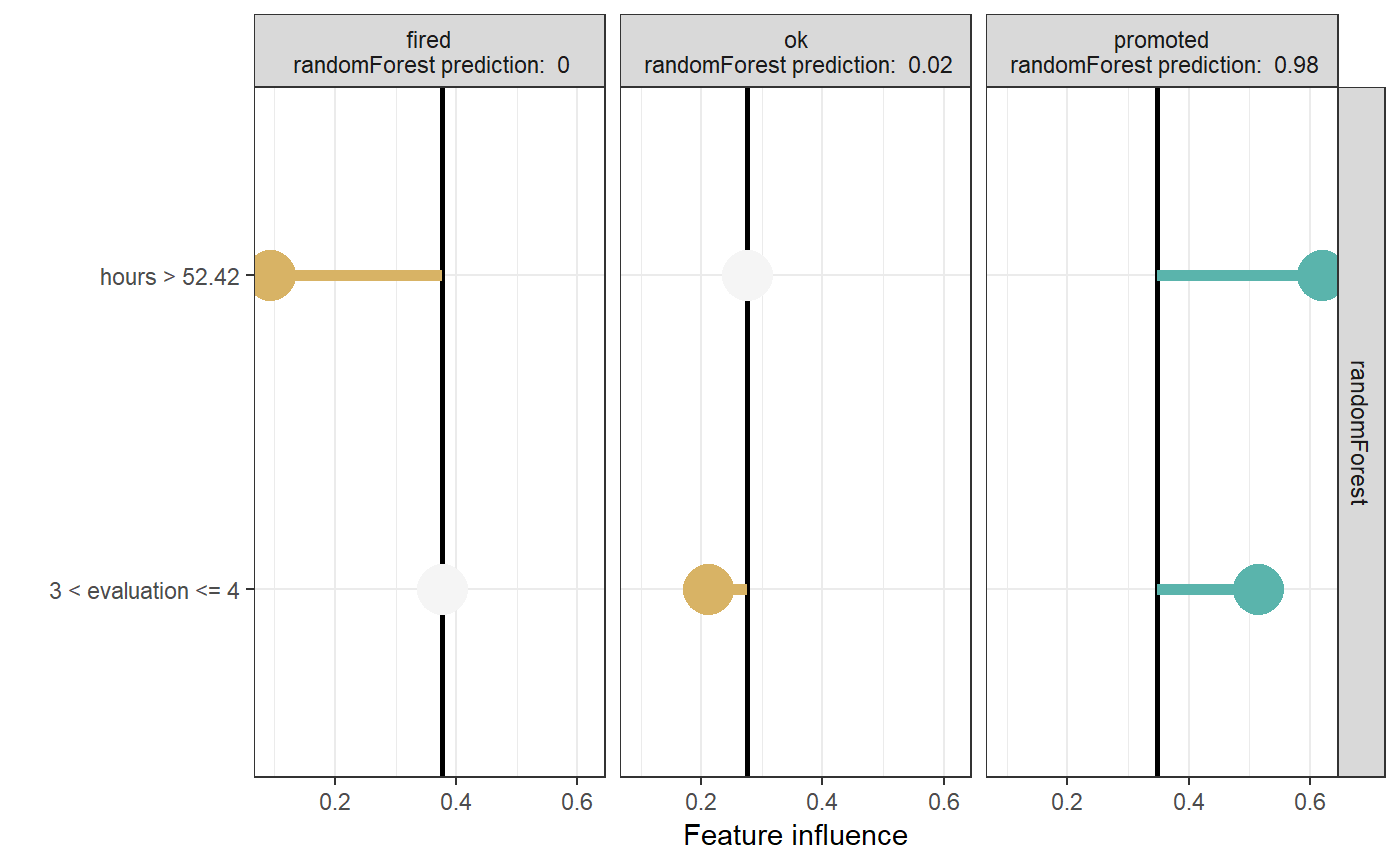 fired
randomForest prediction:  0
ok
randomForest prediction:  0.02
promoted
randomForest prediction:  0.98
hours > 52.42
3 < evaluation <= 4
randomForest
0.2 0.4 0.6
0.2 0.4 0.6
0.2 0.4 0.6
Feature influence